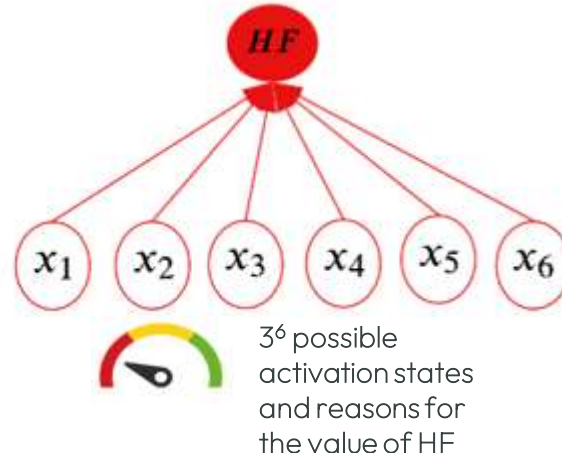 HF
x₁ x₂ x₃ x₄ x₅ x₆
3⁶ possible
activation states
and reasons for
the value of HF